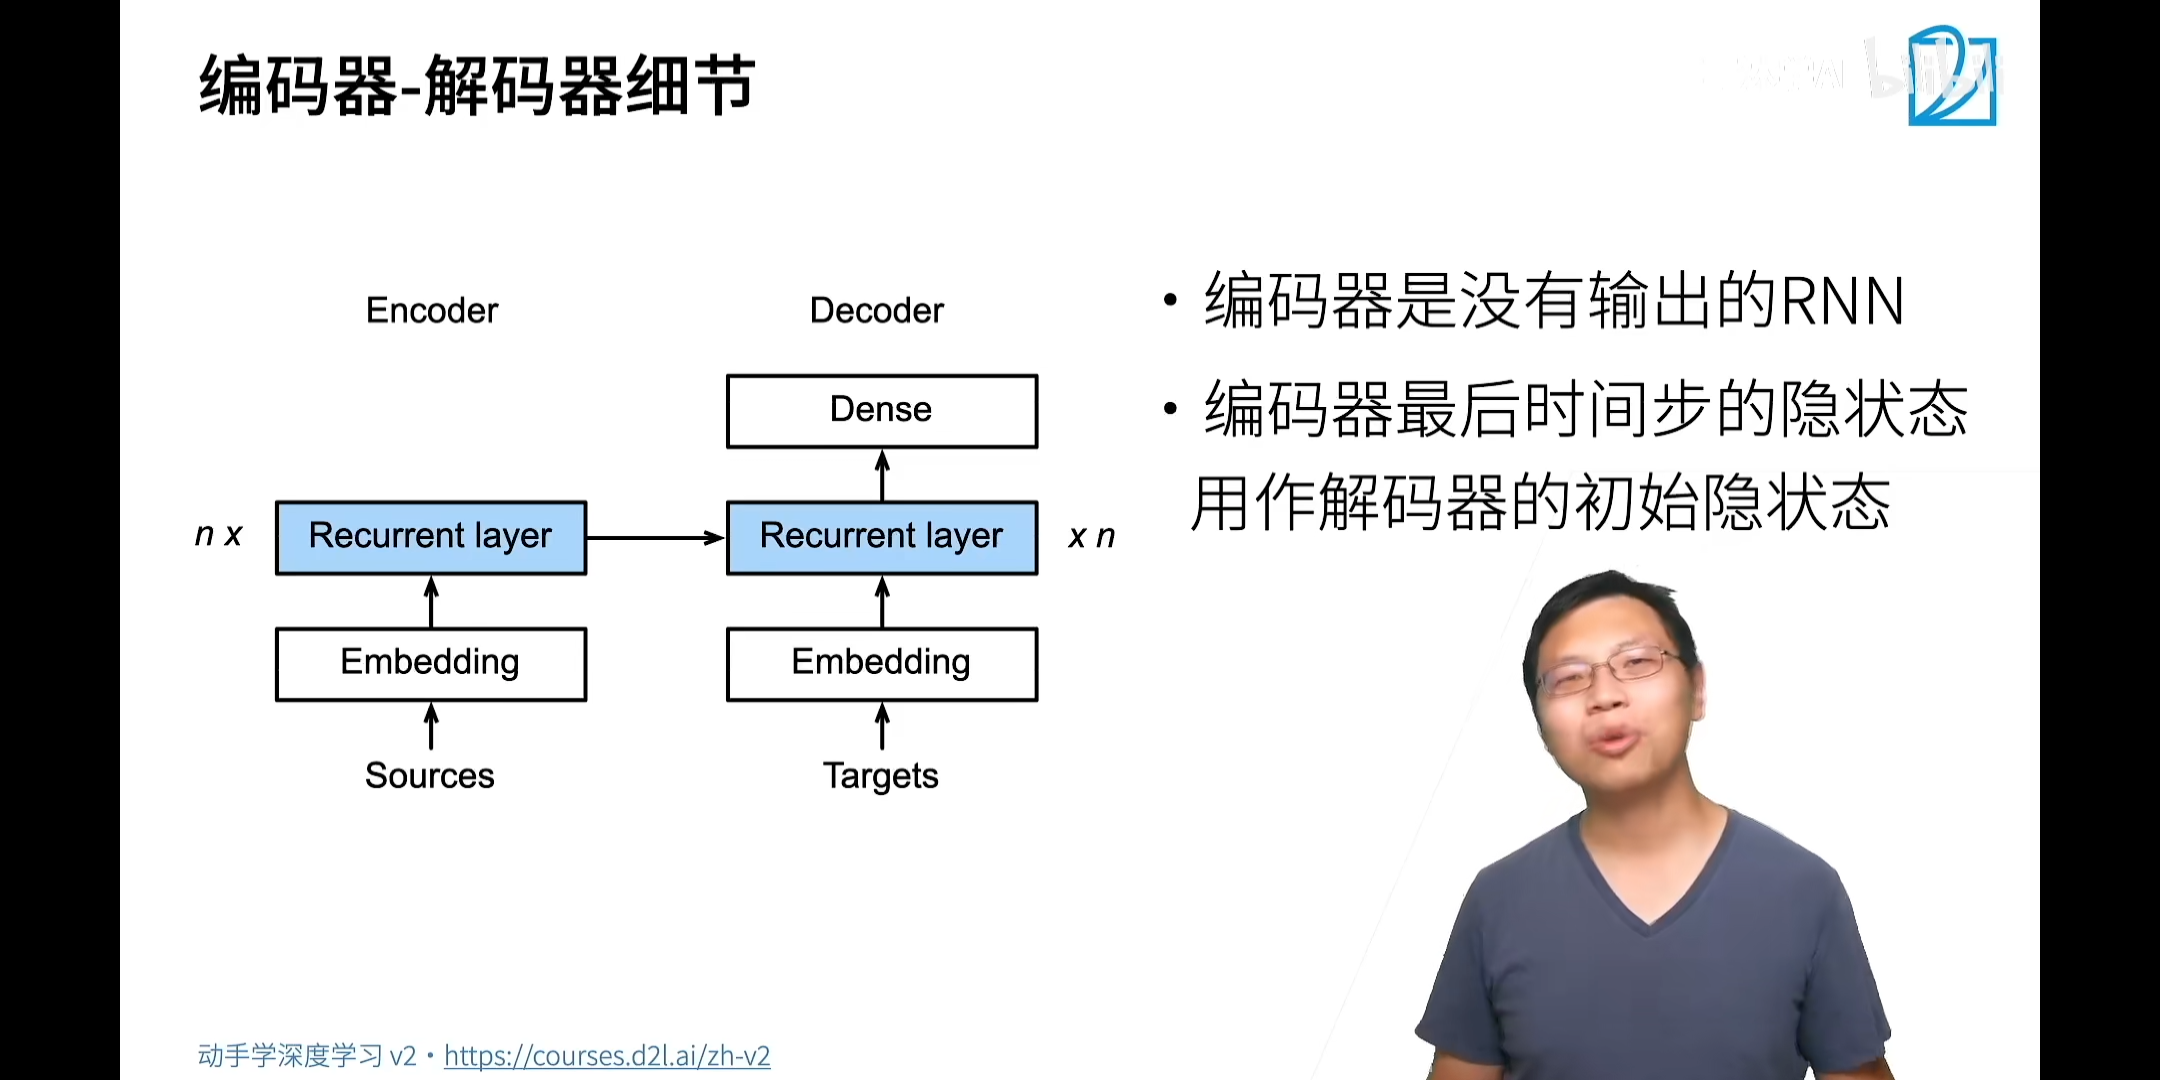 编码器-解码器细节
bilibili
Encoder
Decoder
Dense
n x
Recurrent layer
Recurrent layer
x n
Embedding
Embedding
Sources
Targets
• 编码器是没有输出的RNN
• 编码器最后时间步的隐状态
用作解码器的初始隐状态
动手学深度学习 v2 • https://courses.d2l.ai/zh-v2